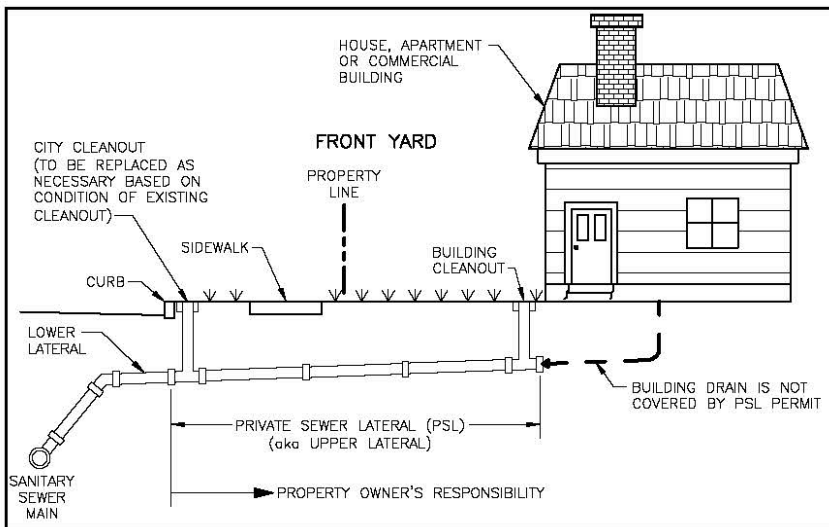 HOUSE, APARTMENT
OR COMMERCIAL
BUILDING
CITY CLEANOUT
(TO BE REPLACED AS
NECESSARY BASED ON
CONDITION OF EXISTING
CLEANOUT)
FRONT YARD
PROPERTY
LINE
SIDEWALK
BUILDING
CLEANOUT
CURB
LOWER
LATERAL
BUILDING DRAIN IS NOT
COVERED BY PSL PERMIT
PRIVATE SEWER LATERAL (PSL)
(aka UPPER LATERAL)
SANITARY
SEWER
MAIN
PROPERTY OWNER'S RESPONSIBILITY